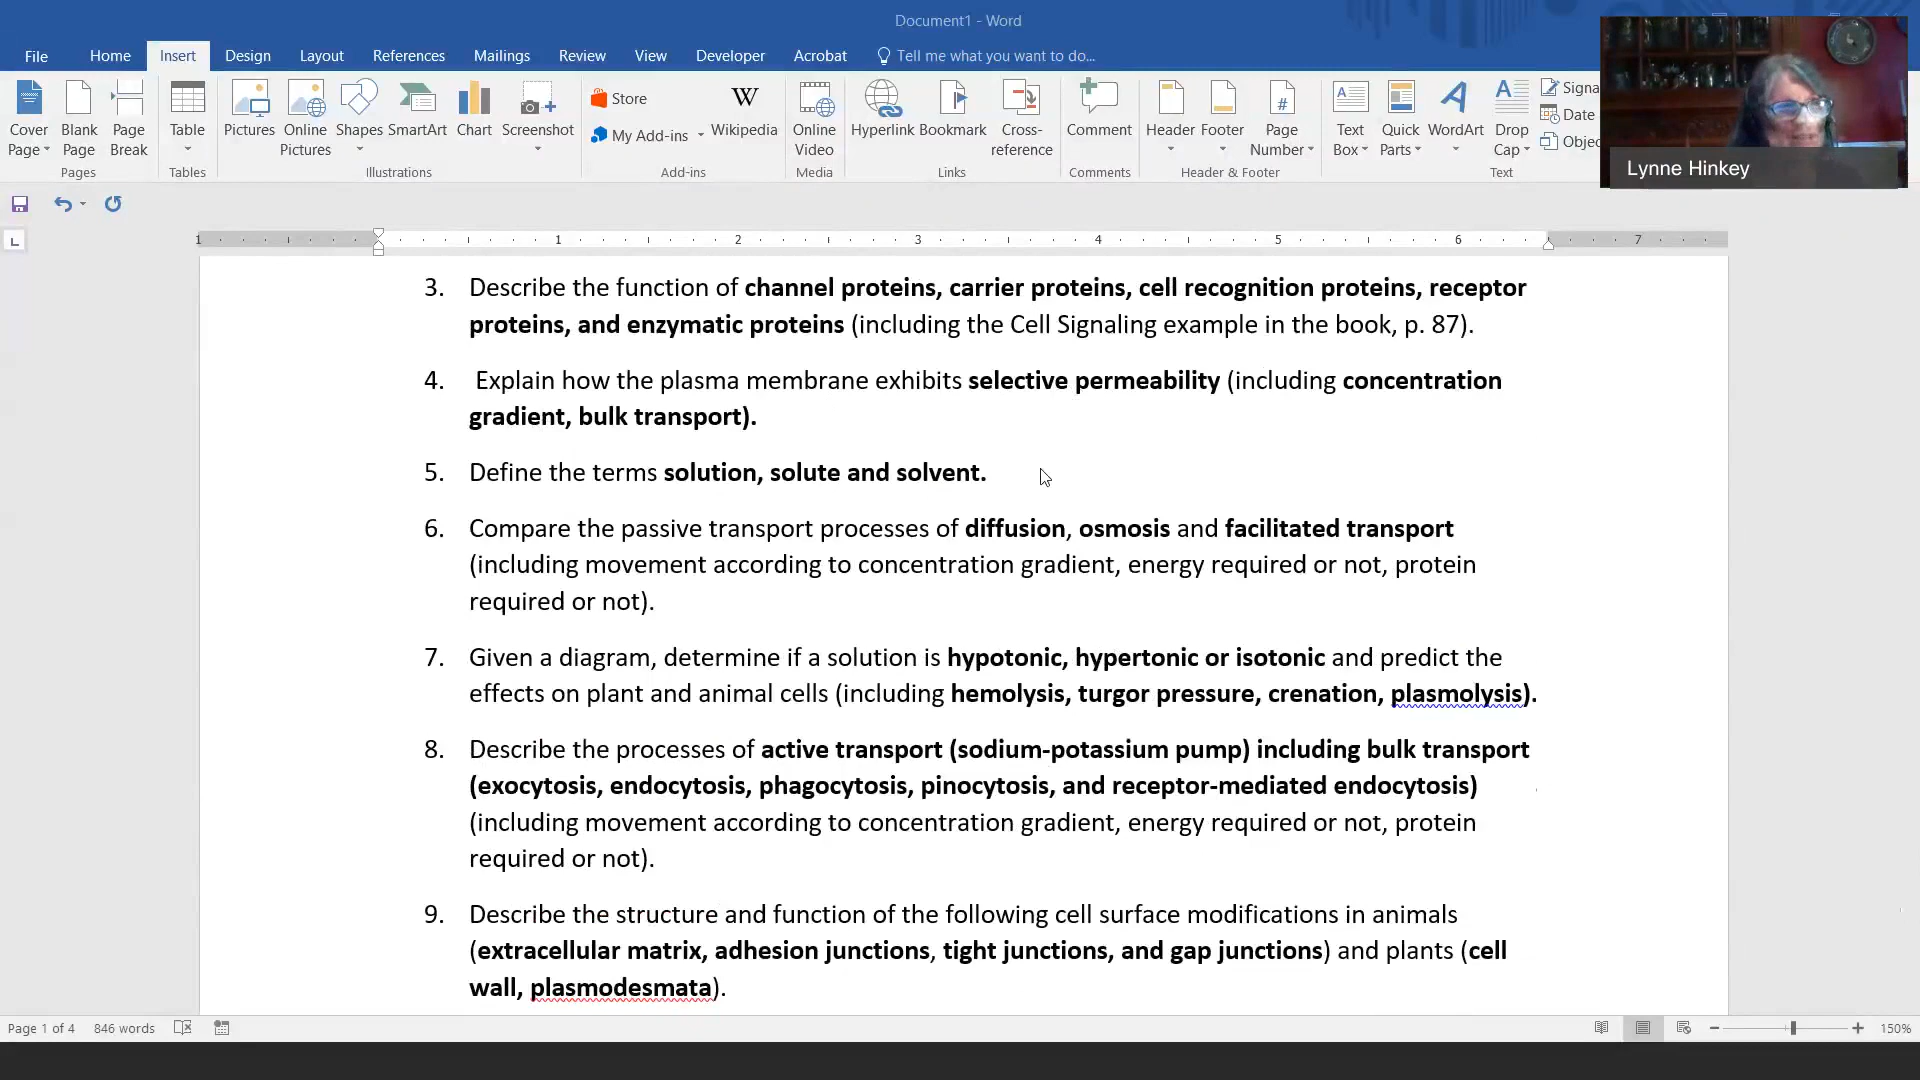 Document1 - Word
File Home Insert Design Layout References Mailings Review View Developer Acrobat Tell me what you want to do...
Cover Page
Blank Page
Page Break
Pages
Table
Tables
Pictures
Online Pictures
Shapes
SmartArt
Chart
Screenshot
Illustrations
Store
My Add-ins
Wikipedia
Add-ins
Online Video
Media
Hyperlink
Bookmark
Cross-reference
Links
Comment
Comments
Header
Footer
Page Number
Header & Footer
Text Box
Quick Parts
WordArt
Drop Cap
Signa
Date
Objec
Text
Lynne Hinkey
1 1 2 3 4 5 6 7
3. Describe the function of channel proteins, carrier proteins, cell recognition proteins, receptor
proteins, and enzymatic proteins (including the Cell Signaling example in the book, p. 87).
4. Explain how the plasma membrane exhibits selective permeability (including concentration
gradient, bulk transport).
5. Define the terms solution, solute and solvent.
6. Compare the passive transport processes of diffusion, osmosis and facilitated transport
(including movement according to concentration gradient, energy required or not, protein
required or not).
7. Given a diagram, determine if a solution is hypotonic, hypertonic or isotonic and predict the
effects on plant and animal cells (including hemolysis, turgor pressure, crenation, plasmolysis).
8. Describe the processes of active transport (sodium-potassium pump) including bulk transport
(exocytosis, endocytosis, phagocytosis, pinocytosis, and receptor-mediated endocytosis)
(including movement according to concentration gradient, energy required or not, protein
required or not).
9. Describe the structure and function of the following cell surface modifications in animals
(extracellular matrix, adhesion junctions, tight junctions, and gap junctions) and plants (cell
wall, plasmodesmata).
Page 1 of 4 846 words 150%